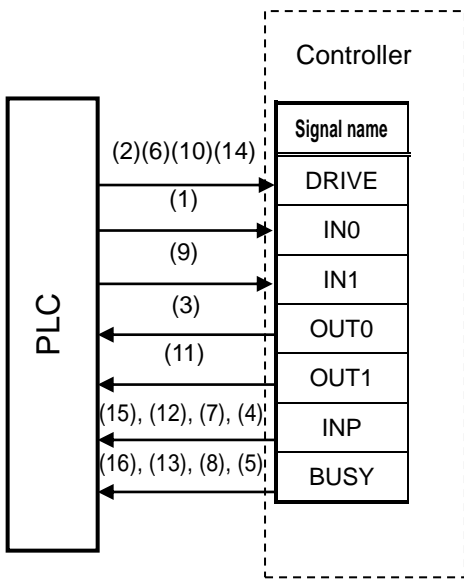 Controller
Signal name
(2)(6)(10)(14)
DRIVE
(1)
IN0
(9)
IN1
(3)
OUT0
(11)
OUT1
(15), (12), (7), (4)
INP
(16), (13), (8), (5)
BUSY
PLC